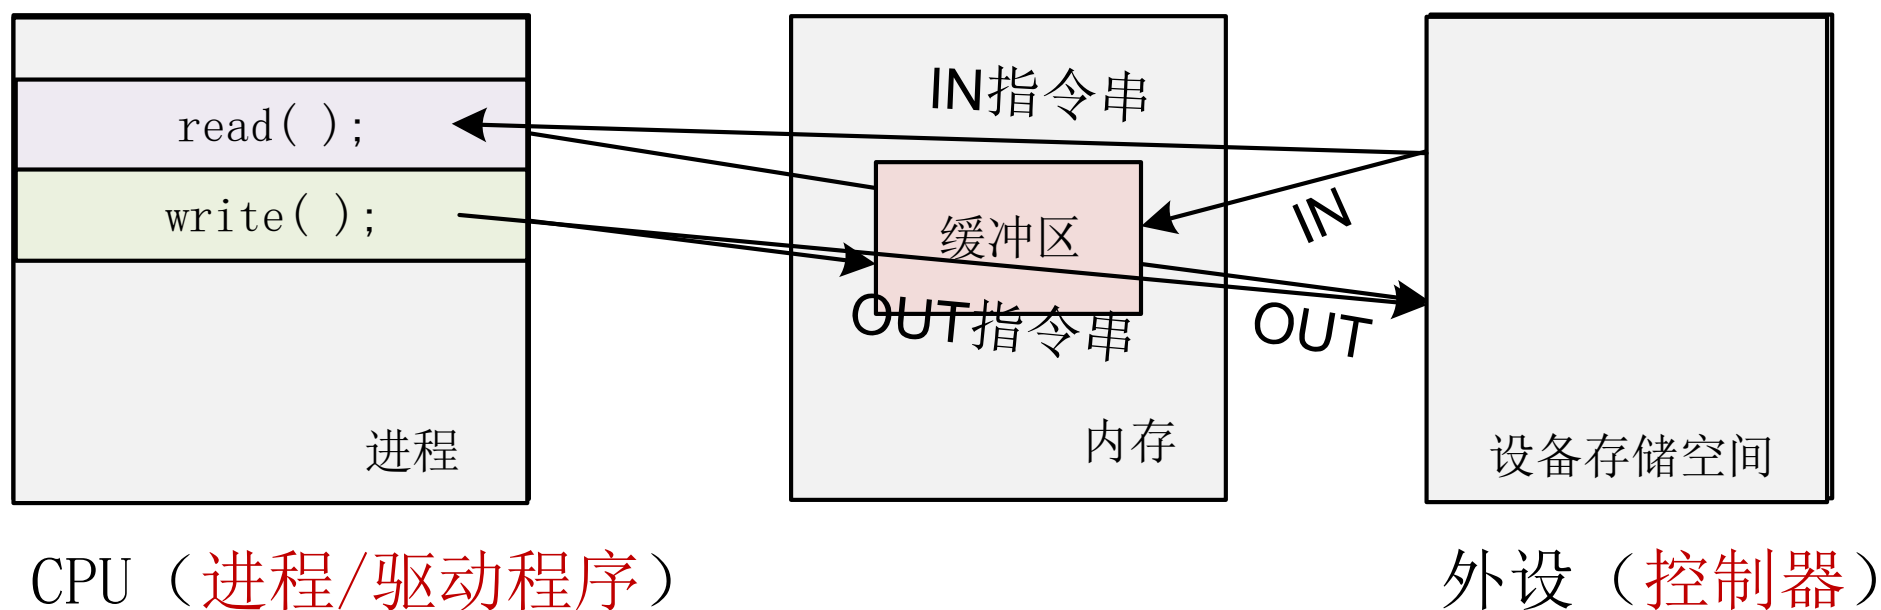 IN指令串
read( );
write( );
缓冲区
IN
OUT指令串
OUT
进程
内存
设备存储空间
CPU（进程/驱动程序）
外设（控制器）